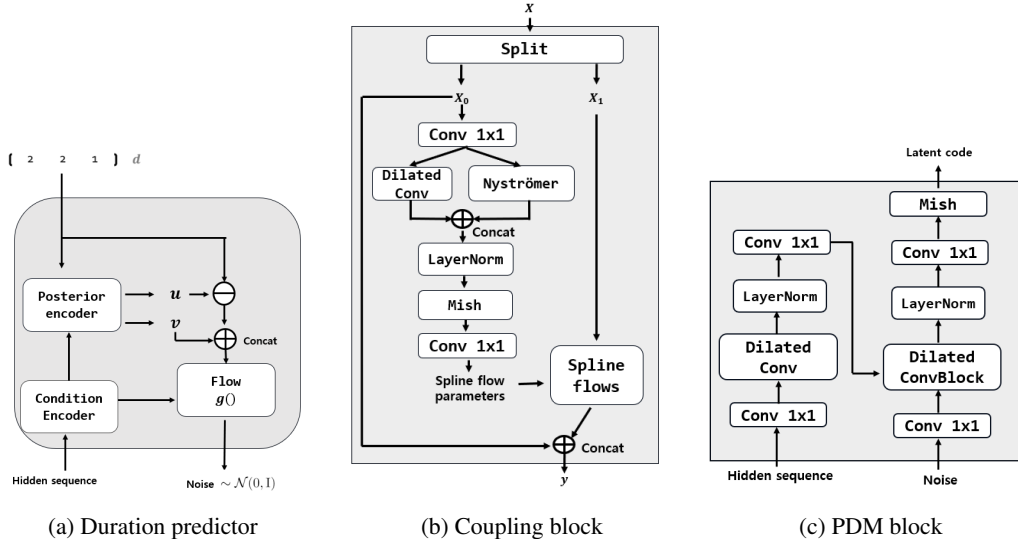 [ 2 2 1 ] d
Posterior
encoder
u
v
Concat
Condition
Encoder
Flow
g()
Hidden sequence
Noise ∼ N(0, I)
(a) Duration predictor
X
Split
X₀
X₁
Conv 1x1
Dilated
Conv
Nyströmer
Concat
LayerNorm
Mish
Conv 1x1
Spline flow
parameters
Spline
flows
Concat
y
(b) Coupling block
Latent code
Mish
Conv 1x1
Conv 1x1
LayerNorm
LayerNorm
Dilated
Conv
Dilated
ConvBlock
Conv 1x1
Conv 1x1
Hidden sequence
Noise
(c) PDM block